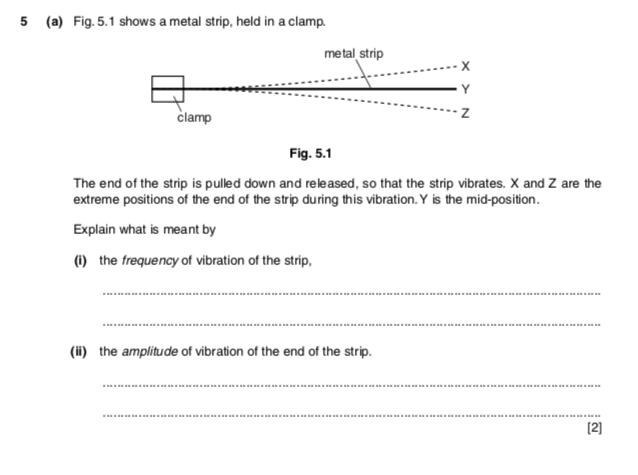 5 (a) Fig. 5.1 shows a metal strip, held in a clamp.
metal strip
X
Y
Z
clamp
Fig. 5.1
The end of the strip is pulled down and released, so that the strip vibrates. X and Z are the
extreme positions of the end of the strip during this vibration. Y is the mid-position.
Explain what is meant by
(i) the frequency of vibration of the strip,
(ii) the amplitude of vibration of the end of the strip.
[2]